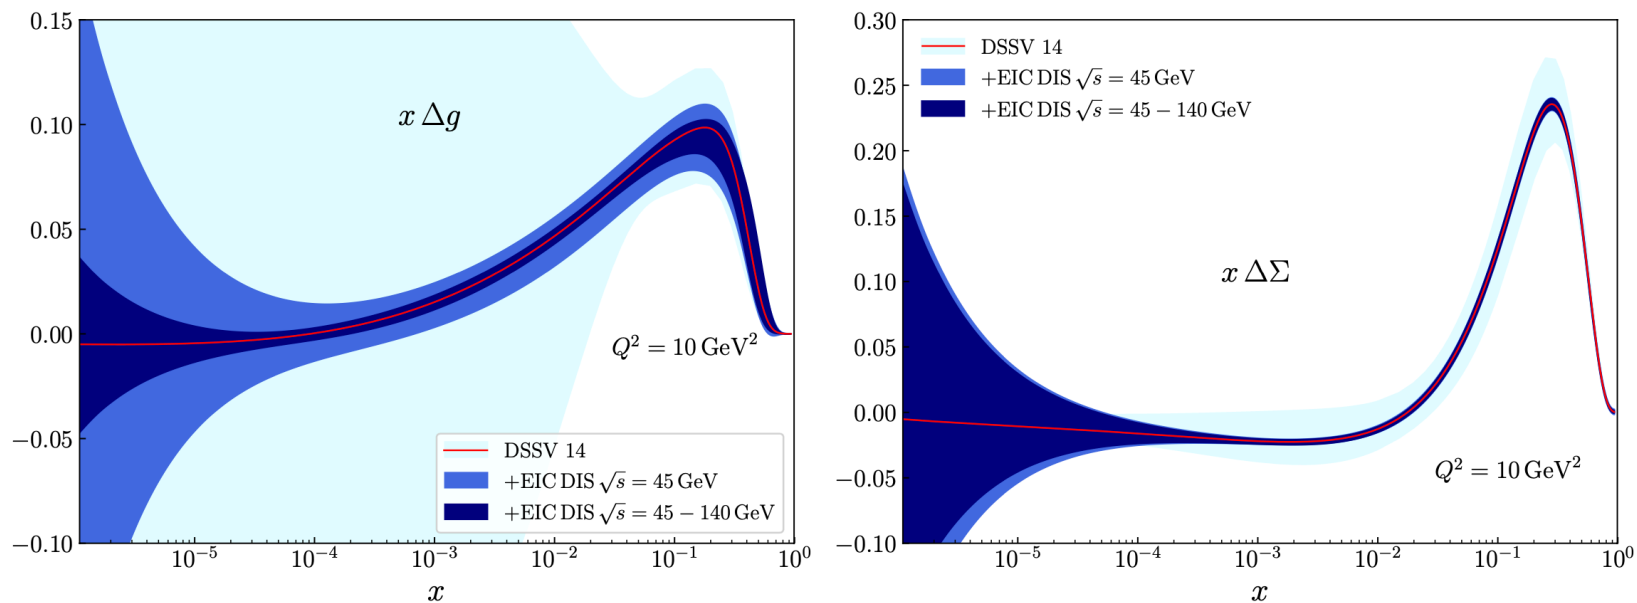 0.15
0.10
0.05
0.00
−0.05
−0.10
x Δg
Q² = 10 GeV²
DSSV 14
+EIC DIS √s = 45 GeV
+EIC DIS √s = 45 − 140 GeV
10⁻⁵ 10⁻⁴ 10⁻³ 10⁻² 10⁻¹ 10⁰
x
0.30
0.25
0.20
0.15
0.10
0.05
0.00
−0.05
−0.10
DSSV 14
+EIC DIS √s = 45 GeV
+EIC DIS √s = 45 − 140 GeV
x ΔΣ
Q² = 10 GeV²
10⁻⁵ 10⁻⁴ 10⁻³ 10⁻² 10⁻¹ 10⁰
x